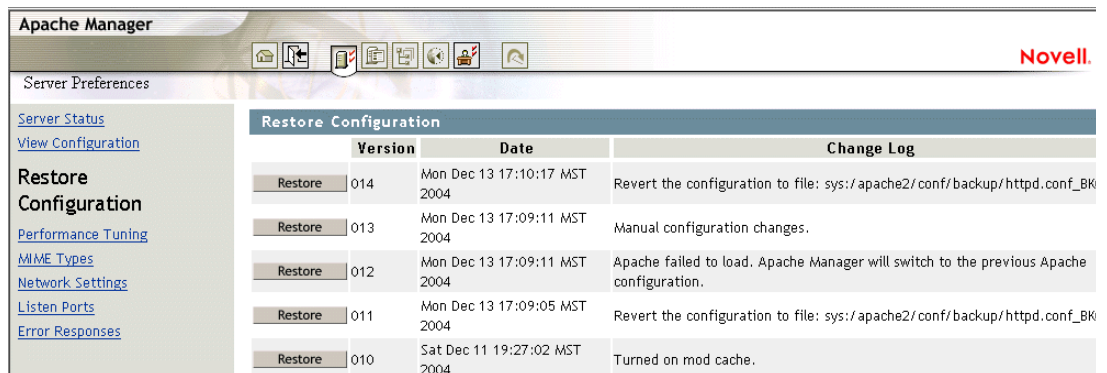 Apache Manager
Novell.
Server Preferences
Server Status
View Configuration
Restore
Configuration
Performance Tuning
MIME Types
Network Settings
Listen Ports
Error Responses
Restore Configuration
Version Date Change Log
Restore 014 Mon Dec 13 17:10:17 MST
2004
Revert the configuration to file: sys:/apache2/conf/backup/httpd.conf_BK
Restore 013 Mon Dec 13 17:09:11 MST
2004
Manual configuration changes.
Restore 012 Mon Dec 13 17:09:11 MST
2004
Apache failed to load. Apache Manager will switch to the previous Apache
configuration.
Restore 011 Mon Dec 13 17:09:05 MST
2004
Revert the configuration to file: sys:/apache2/conf/backup/httpd.conf_BK
Restore 010 Sat Dec 11 19:27:02 MST
2004
Turned on mod cache.